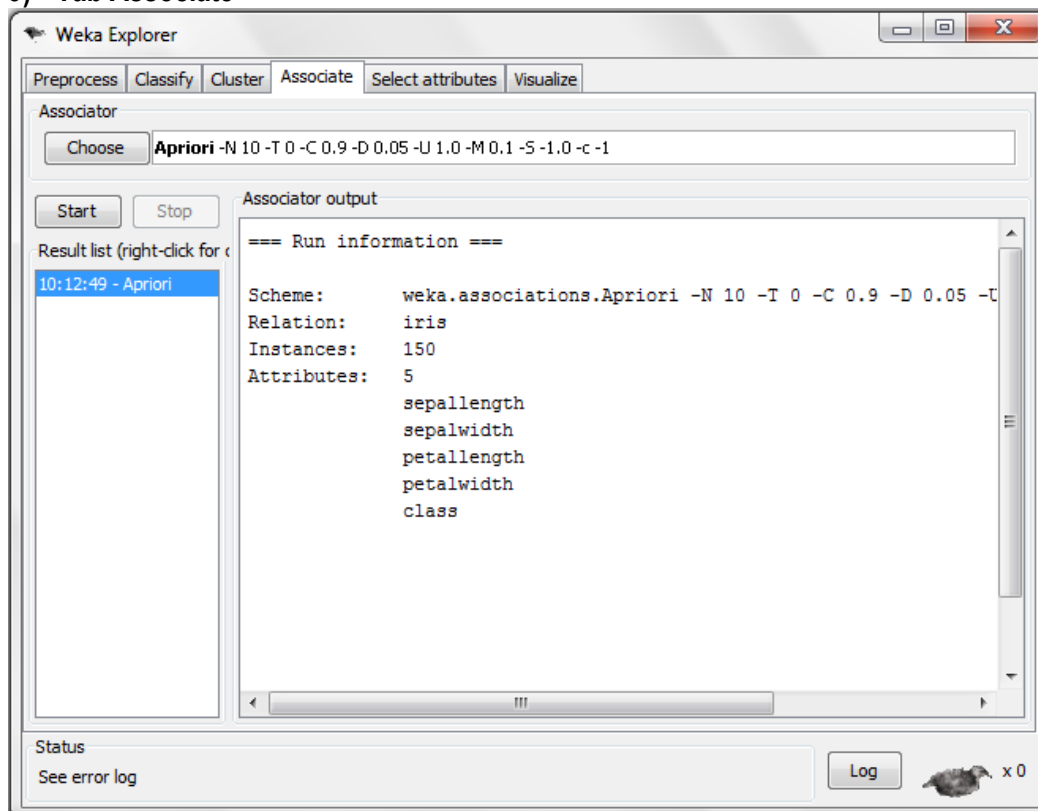 Weka Explorer
Preprocess Classify Cluster Associate Select attributes Visualize
Associator
Choose Apriori -N 10 -T 0 -C 0.9 -D 0.05 -U 1.0 -M 0.1 -S -1.0 -c -1
Start Stop
Result list (right-click for
10:12:49 - Apriori
Associator output
=== Run information ===
Scheme: weka.associations.Apriori -N 10 -T 0 -C 0.9 -D 0.05 -U
Relation: iris
Instances: 150
Attributes: 5
sepallength
sepalwidth
petallength
petalwidth
class
Status
See error log
Log
x 0